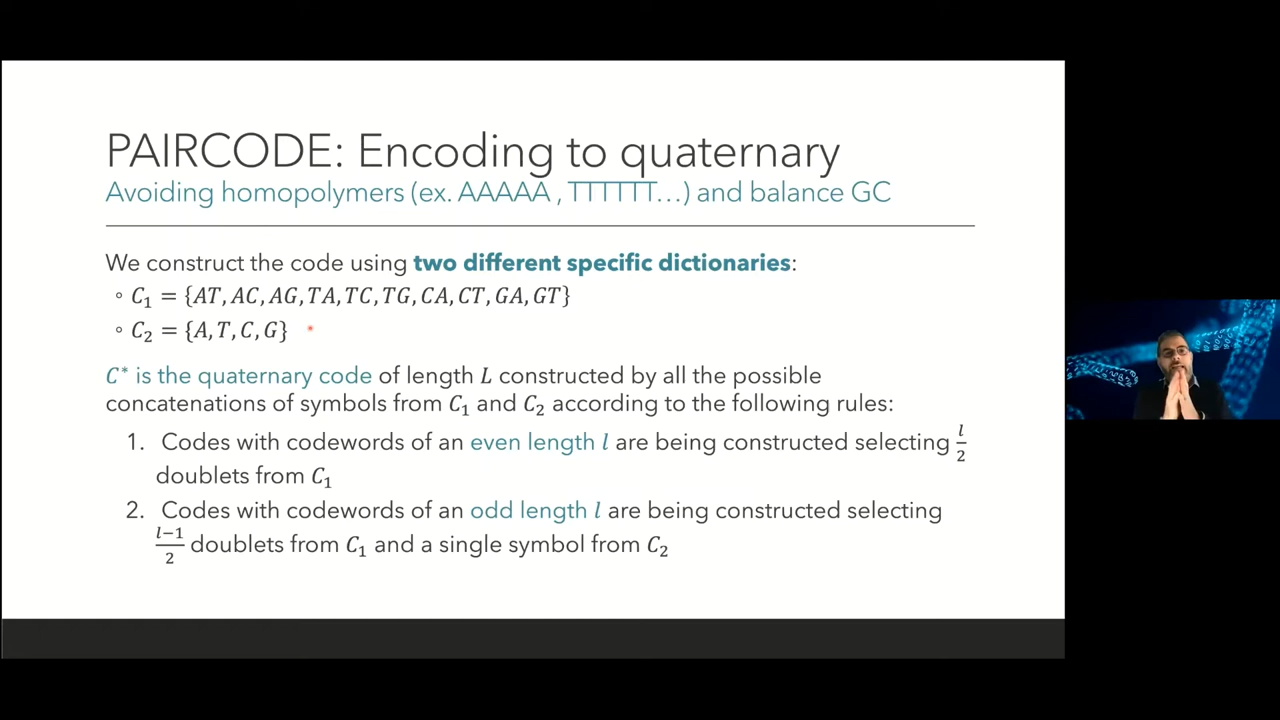 PAIRCODE: Encoding to quaternary
Avoiding homopolymers (ex. AAAAA , TTTTTT…) and balance GC
We construct the code using two different specific dictionaries:
◦ C₁ = {AT, AC, AG, TA, TC, TG, CA, CT, GA, GT}
◦ C₂ = {A, T, C, G}
C* is the quaternary code of length L constructed by all the possible
concatenations of symbols from C₁ and C₂ according to the following rules:
1. Codes with codewords of an even length l are being constructed selecting l/2
doublets from C₁
2. Codes with codewords of an odd length l are being constructed selecting
(l−1)/2 doublets from C₁ and a single symbol from C₂